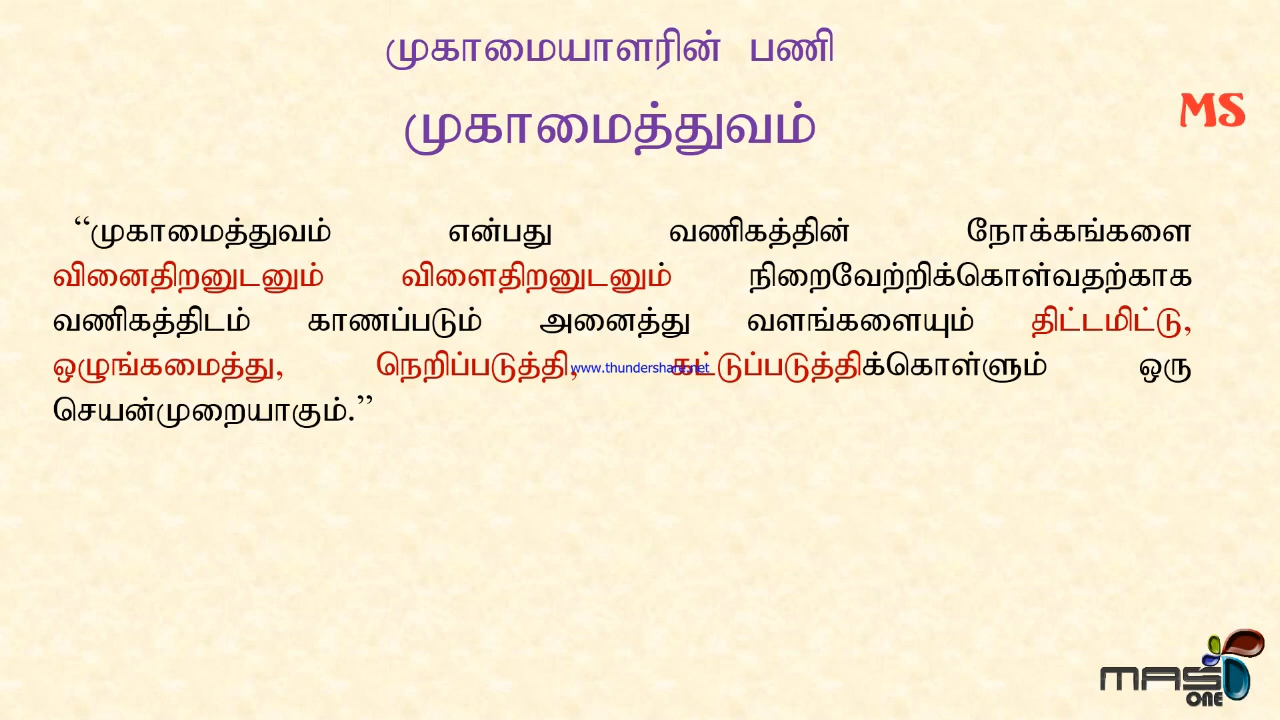 முகாமையாளரின் பணி
முகாமைத்துவம்
MS
“முகாமைத்துவம் என்பது வணிகத்தின் நோக்கங்களை
வினைதிறனுடனும் விளைதிறனுடனும் நிறைவேற்றிக்கொள்வதற்காக
வணிகத்திடம் காணப்படும் அனைத்து வளங்களையும் திட்டமிட்டு,
ஒழுங்கமைத்து, நெறிப்படுத்தி, கட்டுப்படுத்திக்கொள்ளும் ஒரு
www.thundershare.net
செயன்முறையாகும்.”
MAS
ONE